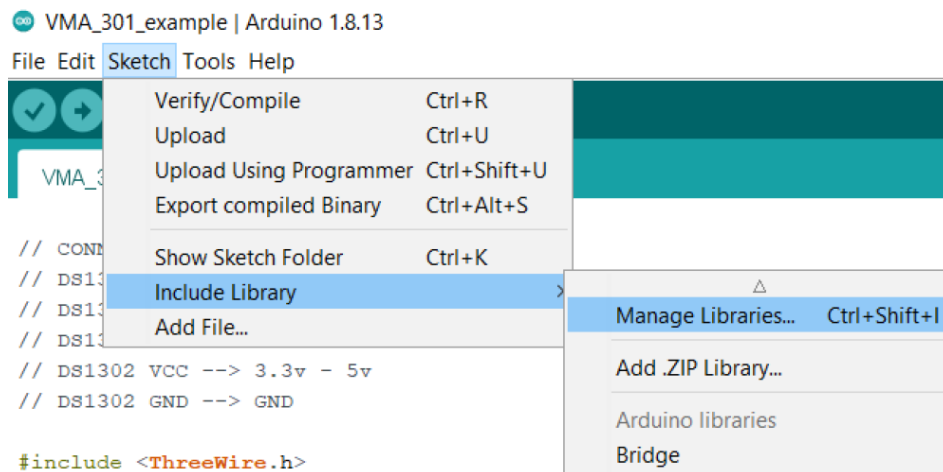 VMA_301_example | Arduino 1.8.13
File Edit Sketch Tools Help
Verify/Compile Ctrl+R
Upload Ctrl+U
Upload Using Programmer Ctrl+Shift+U
Export compiled Binary Ctrl+Alt+S
Show Sketch Folder Ctrl+K
Include Library
Add File...
Manage Libraries... Ctrl+Shift+I
Add .ZIP Library...
Arduino libraries
Bridge
VMA_3
// CONN
// DS13
// DS13
// DS13
// DS1302 VCC --> 3.3v - 5v
// DS1302 GND --> GND
#include <ThreeWire.h>